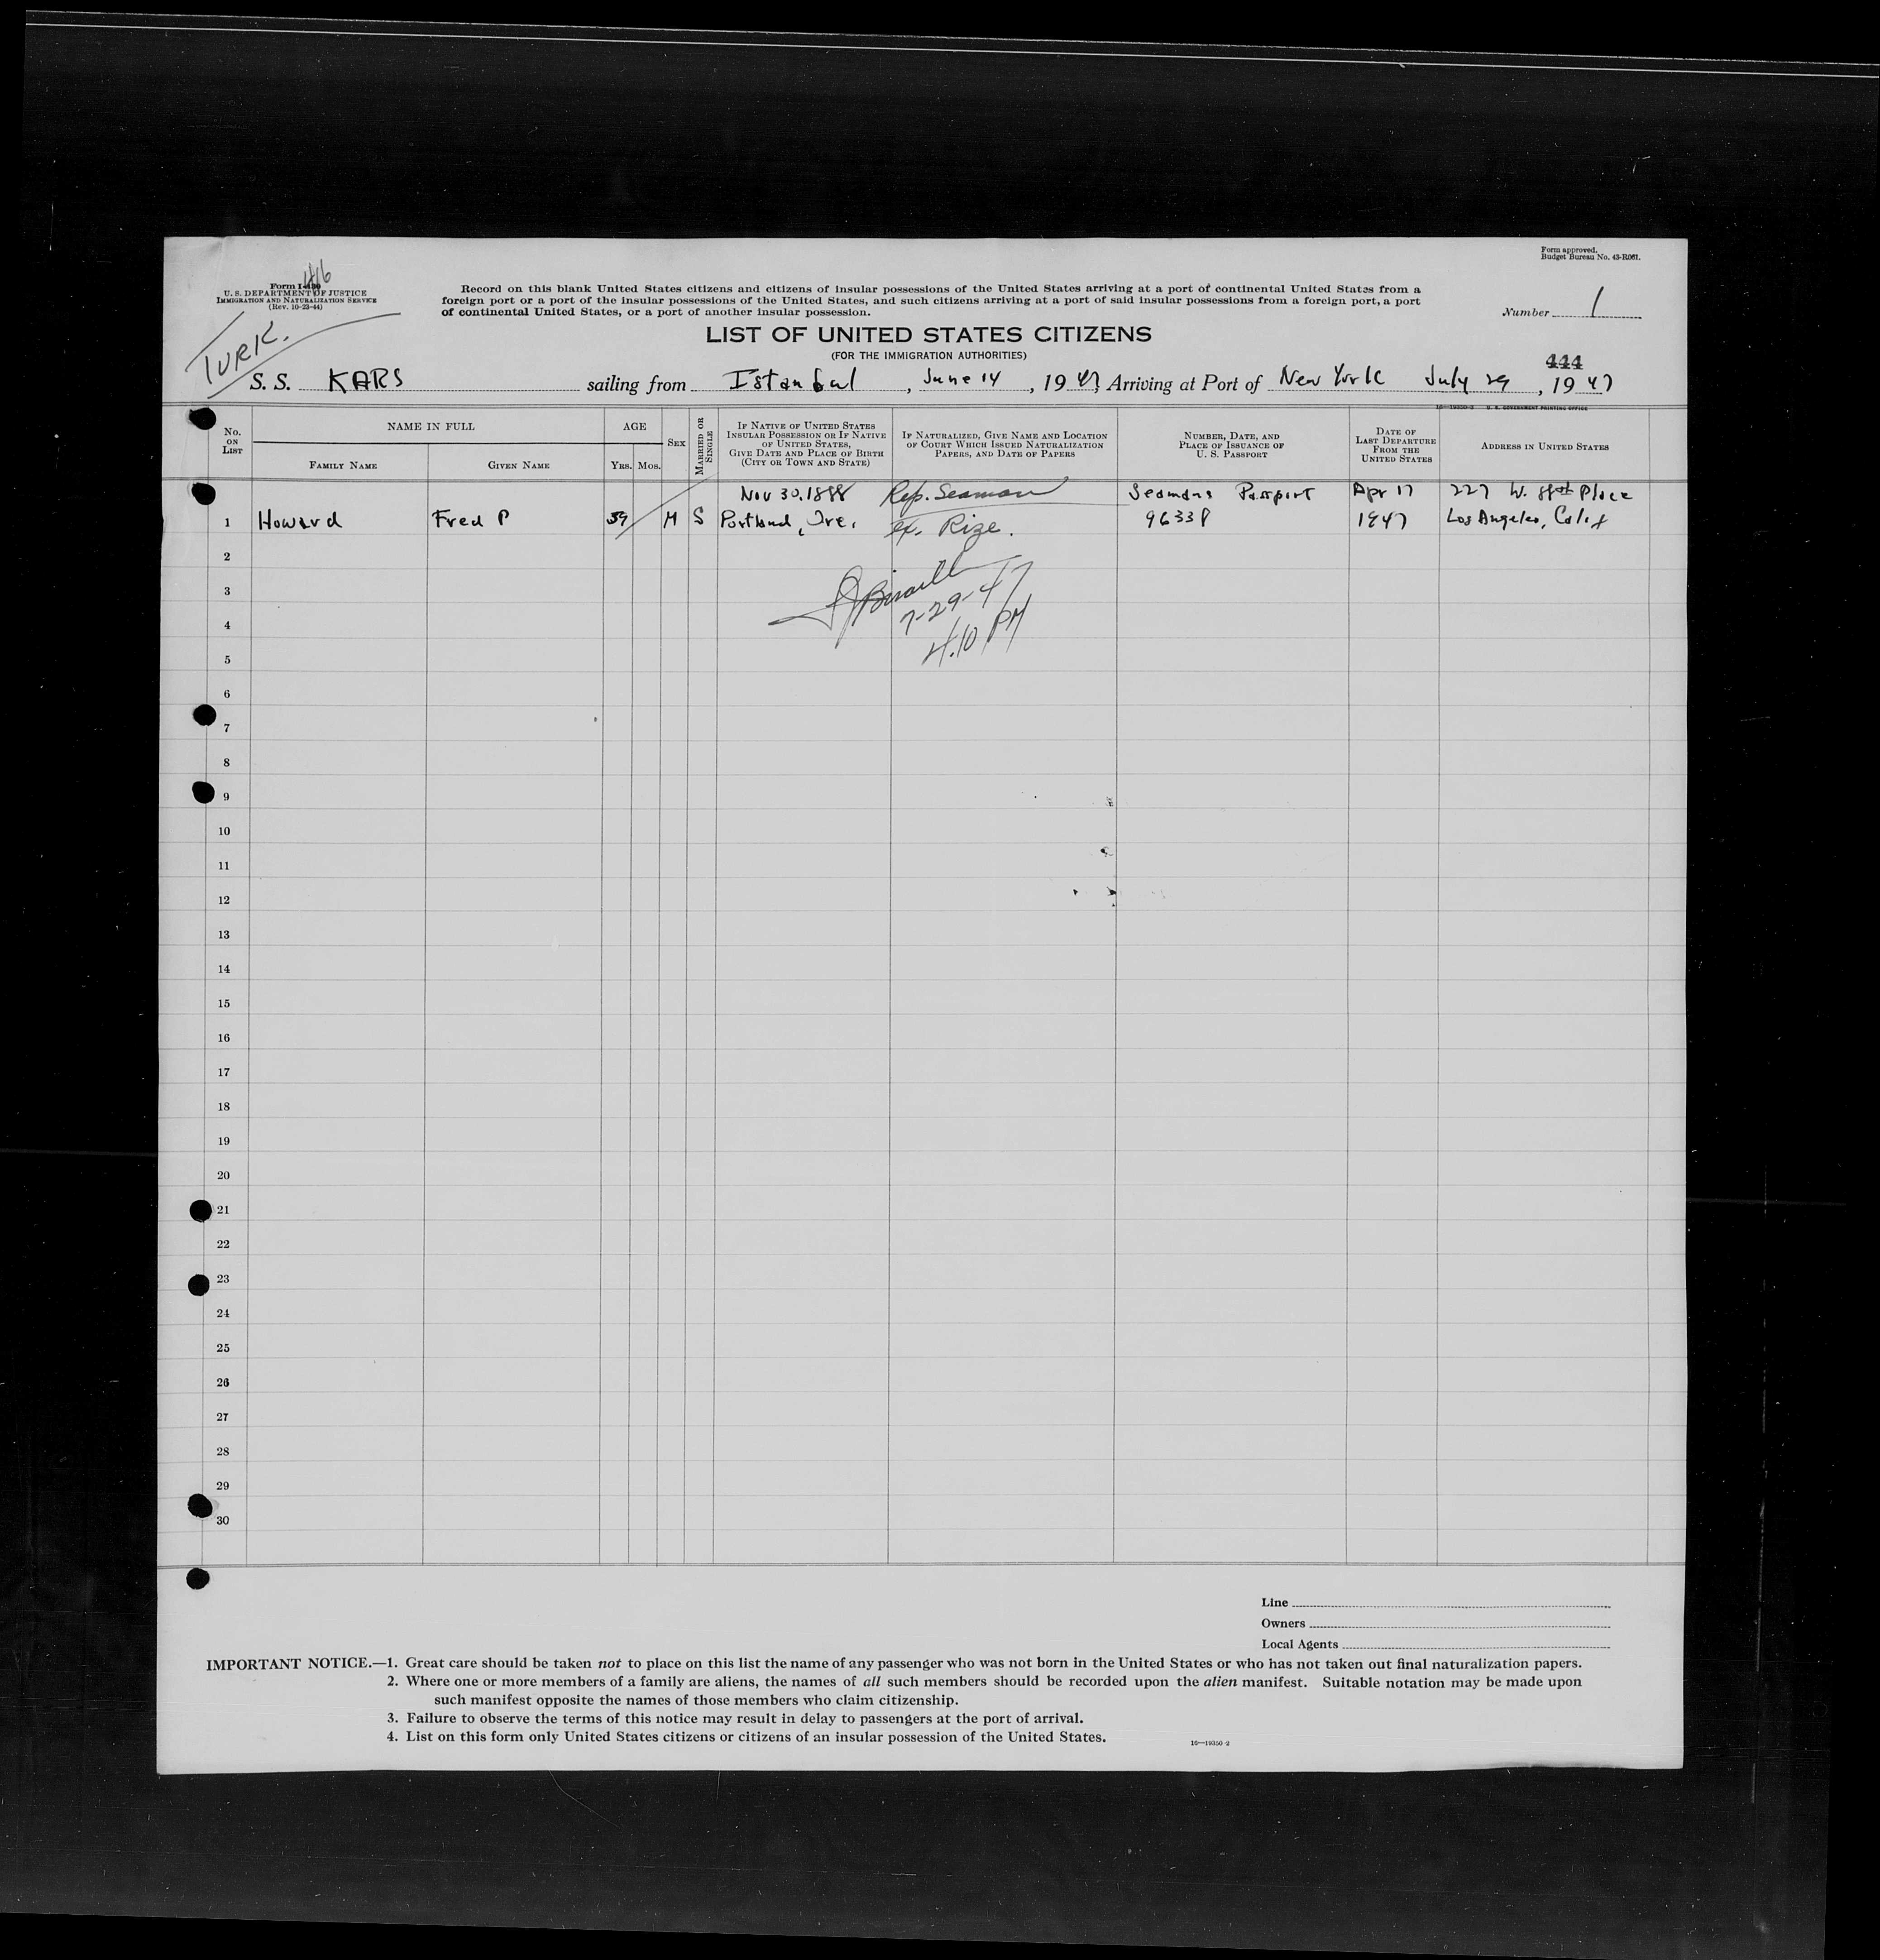 Form approved.
Budget Bureau No. 43-R061.
Form I-
U. S. DEPARTMENT OF JUSTICE
IMMIGRATION AND NATURALIZATION SERVICE
(Rev. 10-23-44)
Record on this blank United States citizens and citizens of insular possessions of the United States arriving at a port of continental United States from a
foreign port or a port of the insular possessions of the United States, and such citizens arriving at a port of said insular possessions from a foreign port, a port
of continental United States, or a port of another insular possession.
Number 1
TURK.
LIST OF UNITED STATES CITIZENS
(FOR THE IMMIGRATION AUTHORITIES)
444
S. S. KARS sailing from Istanbul, June 14, 1947, Arriving at Port of New York July 29, 1947
16—19350-2 U. S. GOVERNMENT PRINTING OFFICE
No. ON LIST
NAME IN FULL
FAMILY NAME
GIVEN NAME
AGE
YRS. MOS.
SEX
MARRIED OR SINGLE
IF NATIVE OF UNITED STATES
INSULAR POSSESSION OR IF NATIVE
OF UNITED STATES,
GIVE DATE AND PLACE OF BIRTH
(CITY OR TOWN AND STATE)
IF NATURALIZED, GIVE NAME AND LOCATION
OF COURT WHICH ISSUED NATURALIZATION
PAPERS, AND DATE OF PAPERS
NUMBER, DATE, AND
PLACE OF ISSUANCE OF
U. S. PASSPORT
DATE OF
LAST DEPARTURE
FROM THE
UNITED STATES
ADDRESS IN UNITED STATES
Nov 30, 1888 Rep. Seaman Seamans Passport Apr 17 227 W. Place
1 Howard Fred P 59 M S Portland, Ore. ex. Rize. 96338 1947 Los Angeles, Calif
2
3
7-29-47
4
4.10 PM
5
6
7
8
9
10
11
12
13
14
15
16
17
18
19
20
21
22
23
24
25
26
27
28
29
30
Line
Owners
Local Agents
IMPORTANT NOTICE.—1. Great care should be taken not to place on this list the name of any passenger who was not born in the United States or who has not taken out final naturalization papers.
2. Where one or more members of a family are aliens, the names of all such members should be recorded upon the alien manifest. Suitable notation may be made upon
such manifest opposite the names of those members who claim citizenship.
3. Failure to observe the terms of this notice may result in delay to passengers at the port of arrival.
4. List on this form only United States citizens or citizens of an insular possession of the United States.
16—19350-2